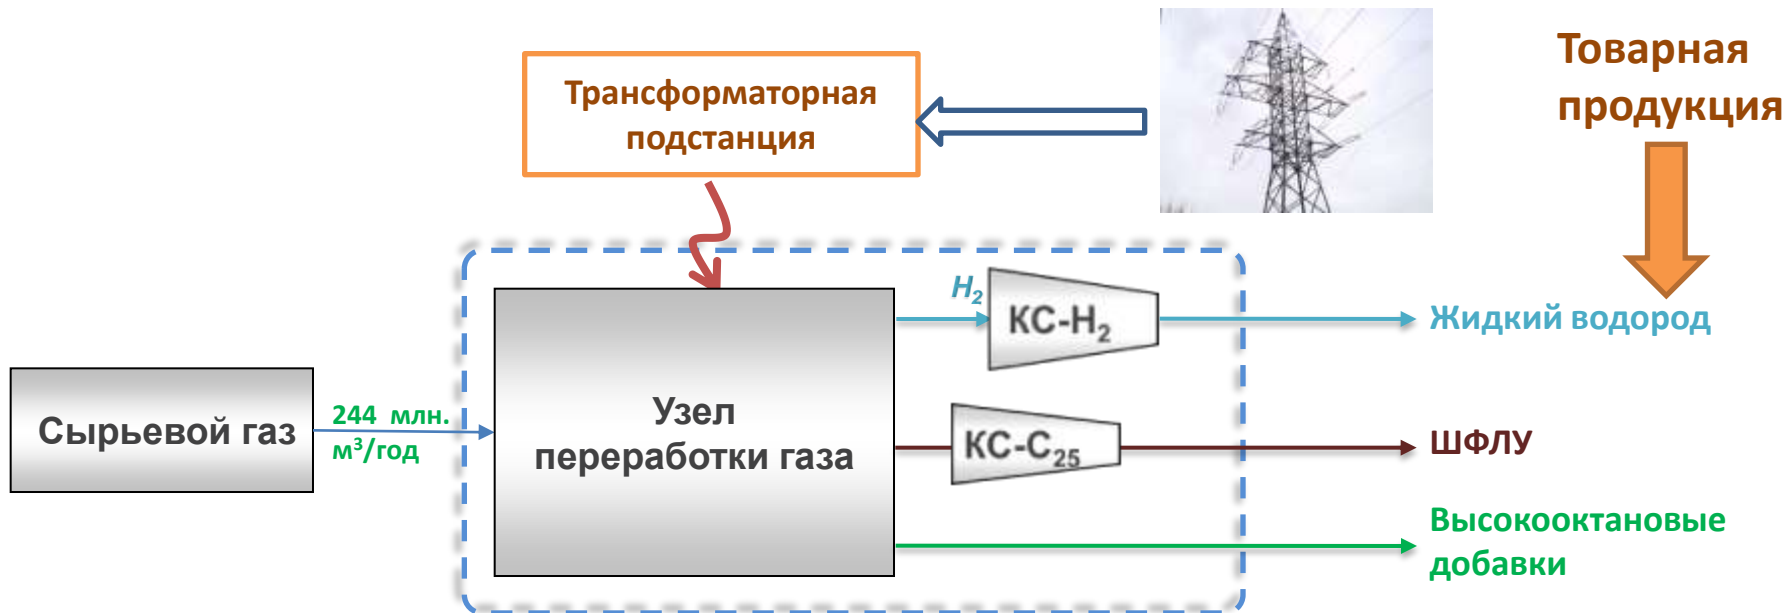 Товарная
продукция
Трансформаторная
подстанция
H₂
КС-H₂
Жидкий водород
Сырьевой газ
244 млн.
м³/год
Узел
переработки газа
КС-C₂₅
ШФЛУ
Высокооктановые
добавки